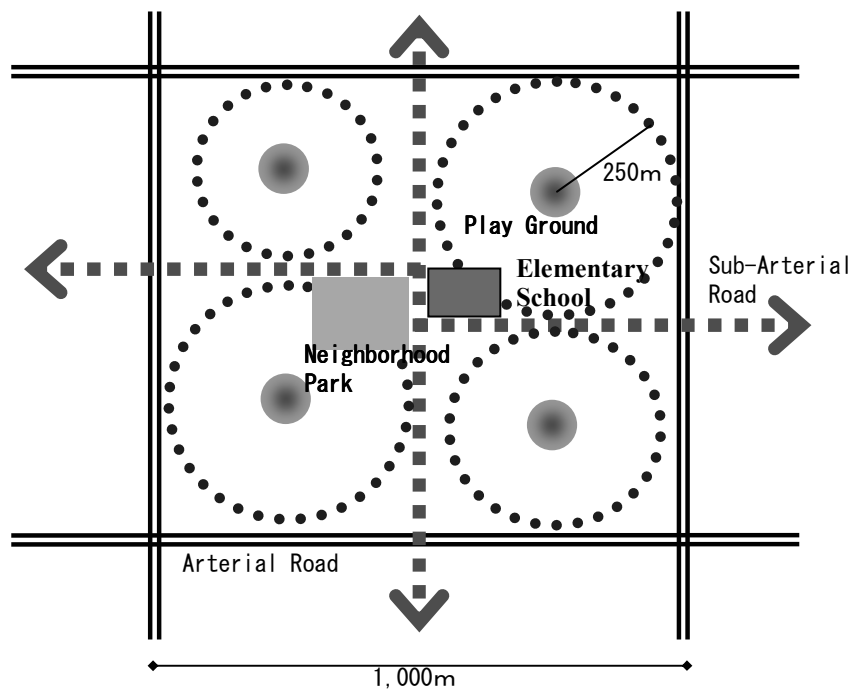 250m
Play Ground
Elementary
School
Sub-Arterial
Road
Neighborhood
Park
Arterial Road
1,000m